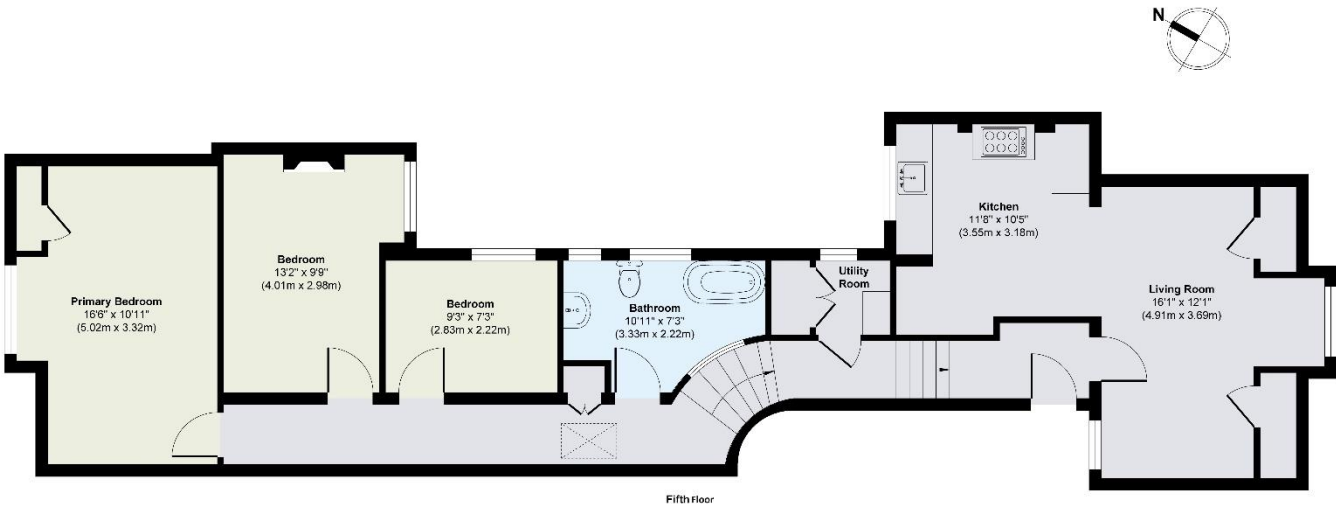 N
Primary Bedroom
16'6" x 10'11"
(5.02m x 3.32m)
Bedroom
13'2" x 9'9"
(4.01m x 2.98m)
Bedroom
9'3" x 7'3"
(2.83m x 2.22m)
Bathroom
10'11" x 7'3"
(3.33m x 2.22m)
Utility
Room
Kitchen
11'8" x 10'5"
(3.55m x 3.18m)
Living Room
16'1" x 12'1"
(4.91m x 3.69m)
Fifth Floor